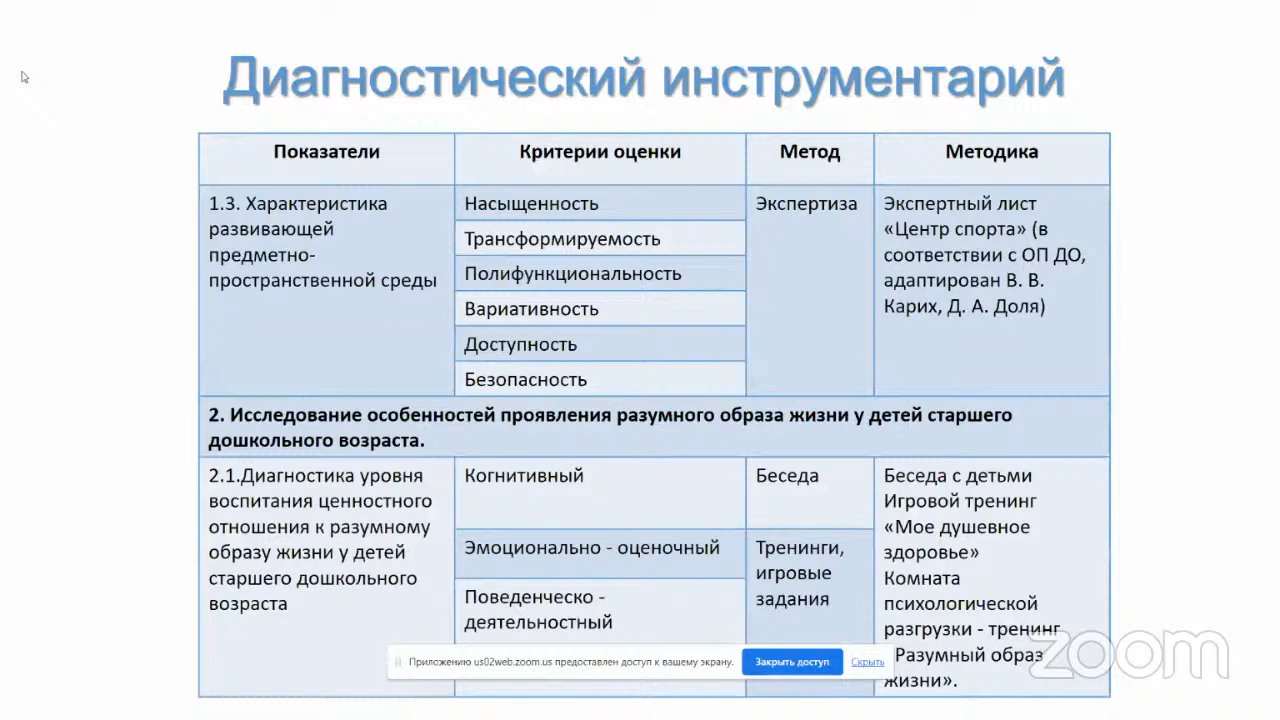 Диагностический инструментарий
Показатели
Критерии оценки
Метод
Методика
1.3. Характеристика
развивающей
предметно-
пространственной среды
Насыщенность
Трансформируемость
Полифункциональность
Вариативность
Доступность
Безопасность
Экспертиза
Экспертный лист
«Центр спорта» (в
соответствии с ОП ДО,
адаптирован В. В.
Карих, Д. А. Доля)
2. Исследование особенностей проявления разумного образа жизни у детей старшего
дошкольного возраста.
2.1.Диагностика уровня
воспитания ценностного
отношения к разумному
образу жизни у детей
старшего дошкольного
возраста
Когнитивный
Эмоционально - оценочный
Поведенческо -
деятельностный
Беседа
Тренинги,
игровые
задания
Беседа с детьми
Игровой тренинг
«Мое душевное
здоровье»
Комната
психологической
разгрузки - тренинг
Разумный образ
жизни».
Приложению us02web.zoom.us предоставлен доступ к вашему экрану.
Закрыть доступ
Скрыть
zoom